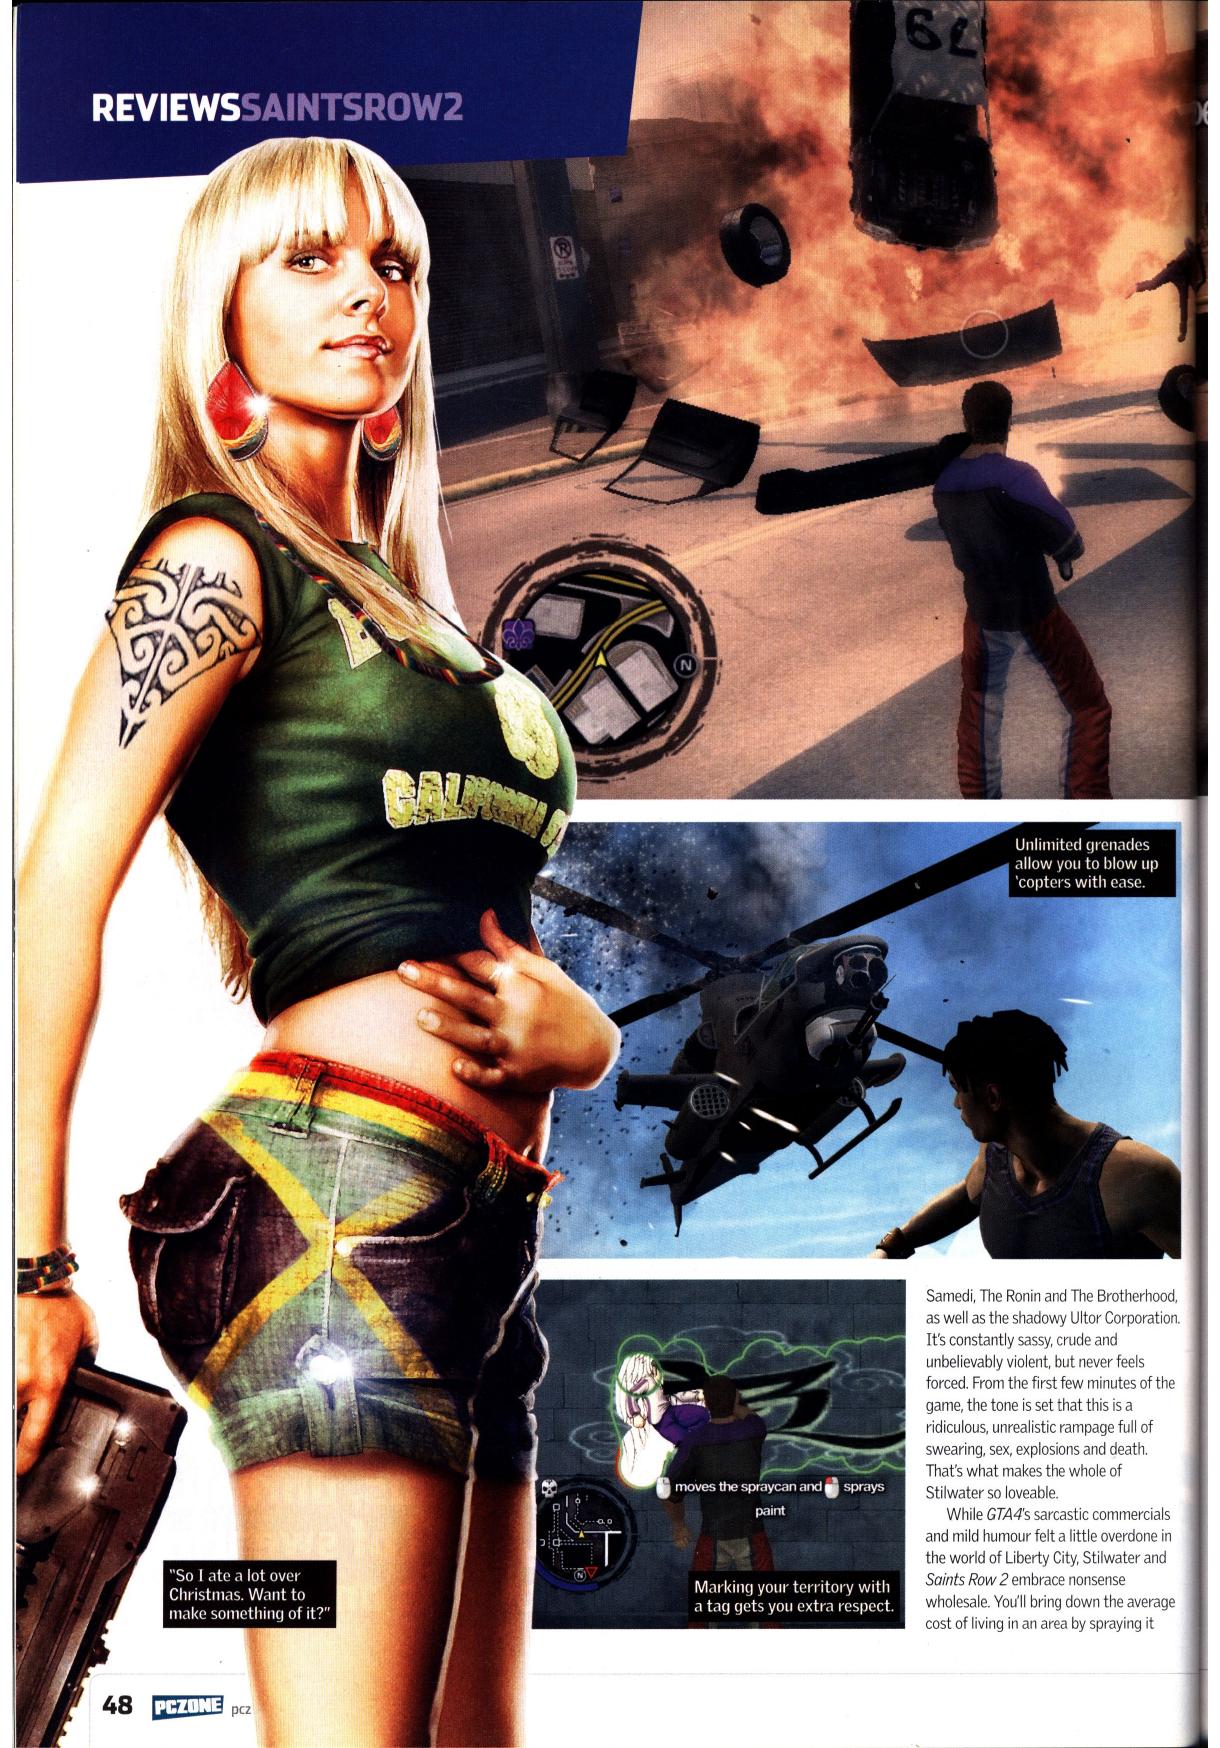 REVIEWSSAINTSROW2
79
N
CALIFORNIA
Unlimited grenades
allow you to blow up
'copters with ease.
moves the spraycan and sprays
paint
N
Marking your territory with
a tag gets you extra respect.
"So I ate a lot over
Christmas. Want to
make something of it?"
Samedi, The Ronin and The Brotherhood,
as well as the shadowy Ultor Corporation.
It's constantly sassy, crude and
unbelievably violent, but never feels
forced. From the first few minutes of the
game, the tone is set that this is a
ridiculous, unrealistic rampage full of
swearing, sex, explosions and death.
That's what makes the whole of
Stilwater so loveable.
While GTA4's sarcastic commercials
and mild humour felt a little overdone in
the world of Liberty City, Stilwater and
Saints Row 2 embrace nonsense
wholesale. You'll bring down the average
cost of living in an area by spraying it
48 PCZONE pcz